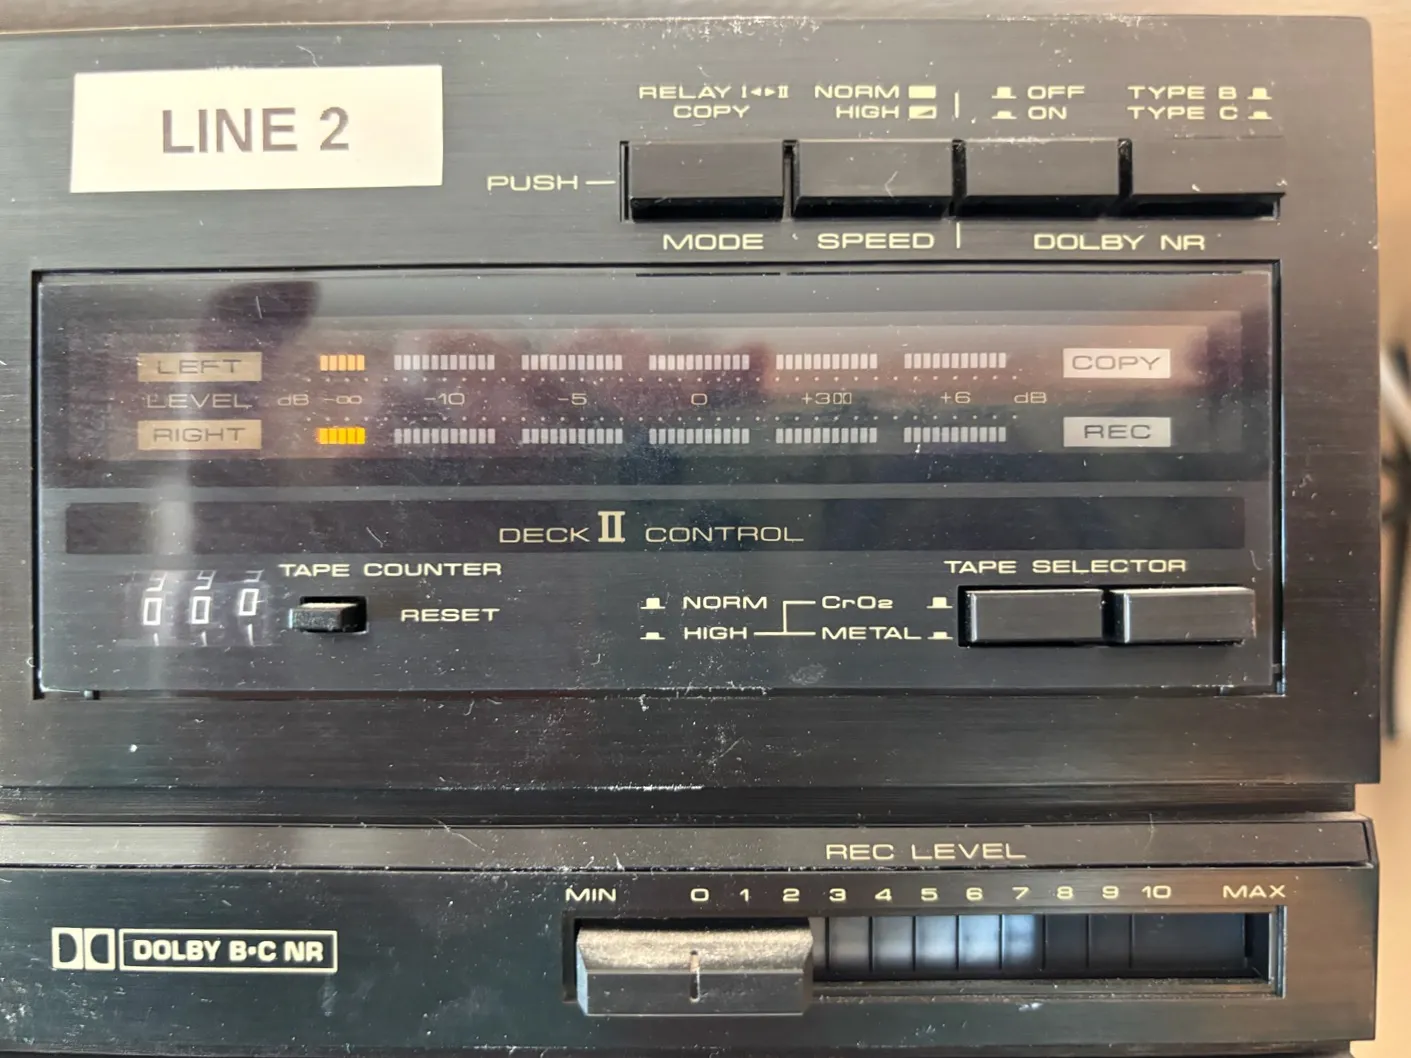 LINE 2
RELAY I◂▸II NORM OFF TYPE B
COPY HIGH ON TYPE C
PUSH
MODE SPEED DOLBY NR
LEFT COPY
LEVEL dB -∞ -10 -5 0 +3 +6 dB
RIGHT REC
DECK II CONTROL
TAPE COUNTER TAPE SELECTOR
000 RESET NORM CrO2
HIGH METAL
REC LEVEL
MIN 0 1 2 3 4 5 6 7 8 9 10 MAX
DOLBY B•C NR